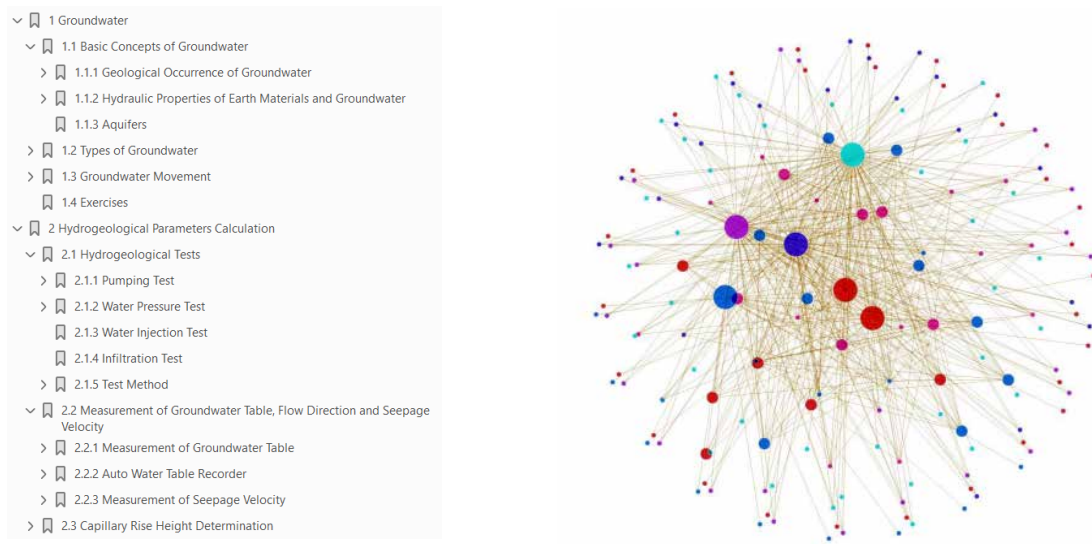 1 Groundwater
1.1 Basic Concepts of Groundwater
1.1.1 Geological Occurrence of Groundwater
1.1.2 Hydraulic Properties of Earth Materials and Groundwater
1.1.3 Aquifers
1.2 Types of Groundwater
1.3 Groundwater Movement
1.4 Exercises
2 Hydrogeological Parameters Calculation
2.1 Hydrogeological Tests
2.1.1 Pumping Test
2.1.2 Water Pressure Test
2.1.3 Water Injection Test
2.1.4 Infiltration Test
2.1.5 Test Method
2.2 Measurement of Groundwater Table, Flow Direction and Seepage
Velocity
2.2.1 Measurement of Groundwater Table
2.2.2 Auto Water Table Recorder
2.2.3 Measurement of Seepage Velocity
2.3 Capillary Rise Height Determination